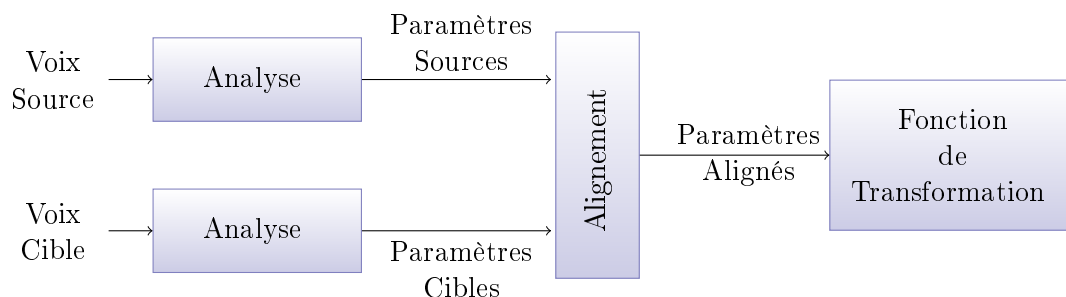 Voix
Source
Analyse
Paramètres
Sources
Voix
Cible
Analyse
Paramètres
Cibles
Alignement
Paramètres
Alignés
Fonction
de
Transformation